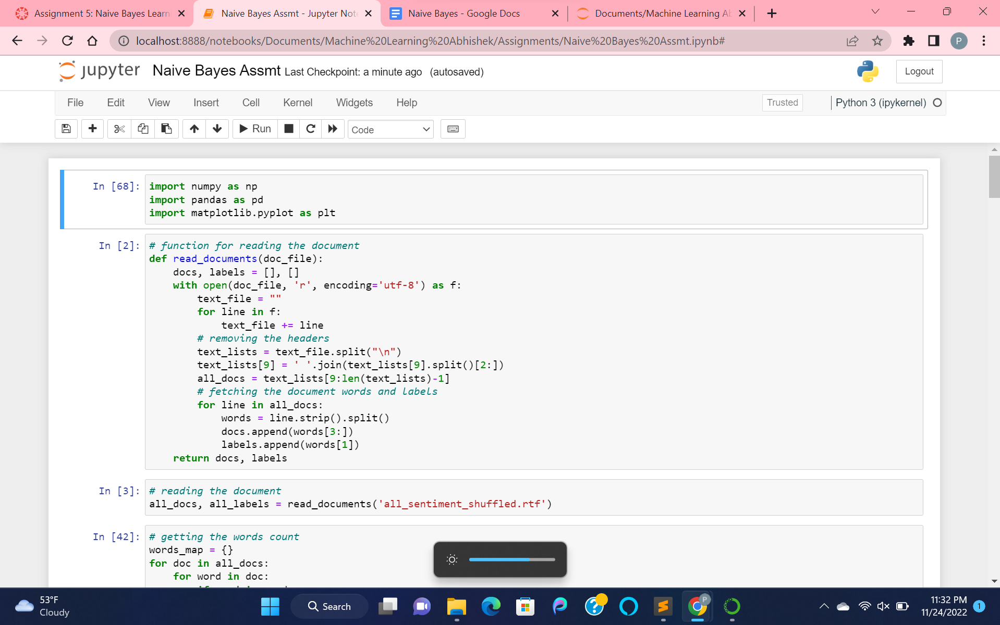 Assignment 5: Naive Bayes Learn
Naive Bayes Assmt - Jupyter Note
Naive Bayes - Google Docs
Documents/Machine Learning Ab
localhost:8888/notebooks/Documents/Machine%20Learning%20Abhishek/Assignments/Naive%20Bayes%20Assmt.ipynb#
P
jupyter Naive Bayes Assmt Last Checkpoint: a minute ago (autosaved)
Logout
File Edit View Insert Cell Kernel Widgets Help
Trusted
Python 3 (ipykernel)
Run
Code
In [68]:
import numpy as np
import pandas as pd
import matplotlib.pyplot as plt
In [2]:
# function for reading the document
def read_documents(doc_file):
    docs, labels = [], []
    with open(doc_file, 'r', encoding='utf-8') as f:
        text_file = ""
        for line in f:
            text_file += line
        # removing the headers
        text_lists = text_file.split("\n")
        text_lists[9] = ' '.join(text_lists[9].split()[2:])
        all_docs = text_lists[9:len(text_lists)-1]
        # fetching the document words and labels
        for line in all_docs:
            words = line.strip().split()
            docs.append(words[3:])
            labels.append(words[1])
    return docs, labels
In [3]:
# reading the document
all_docs, all_labels = read_documents('all_sentiment_shuffled.rtf')
In [42]:
# getting the words count
words_map = {}
for doc in all_docs:
    for word in doc:
53°F
Cloudy
Search
P
11:32 PM
11/24/2022
1